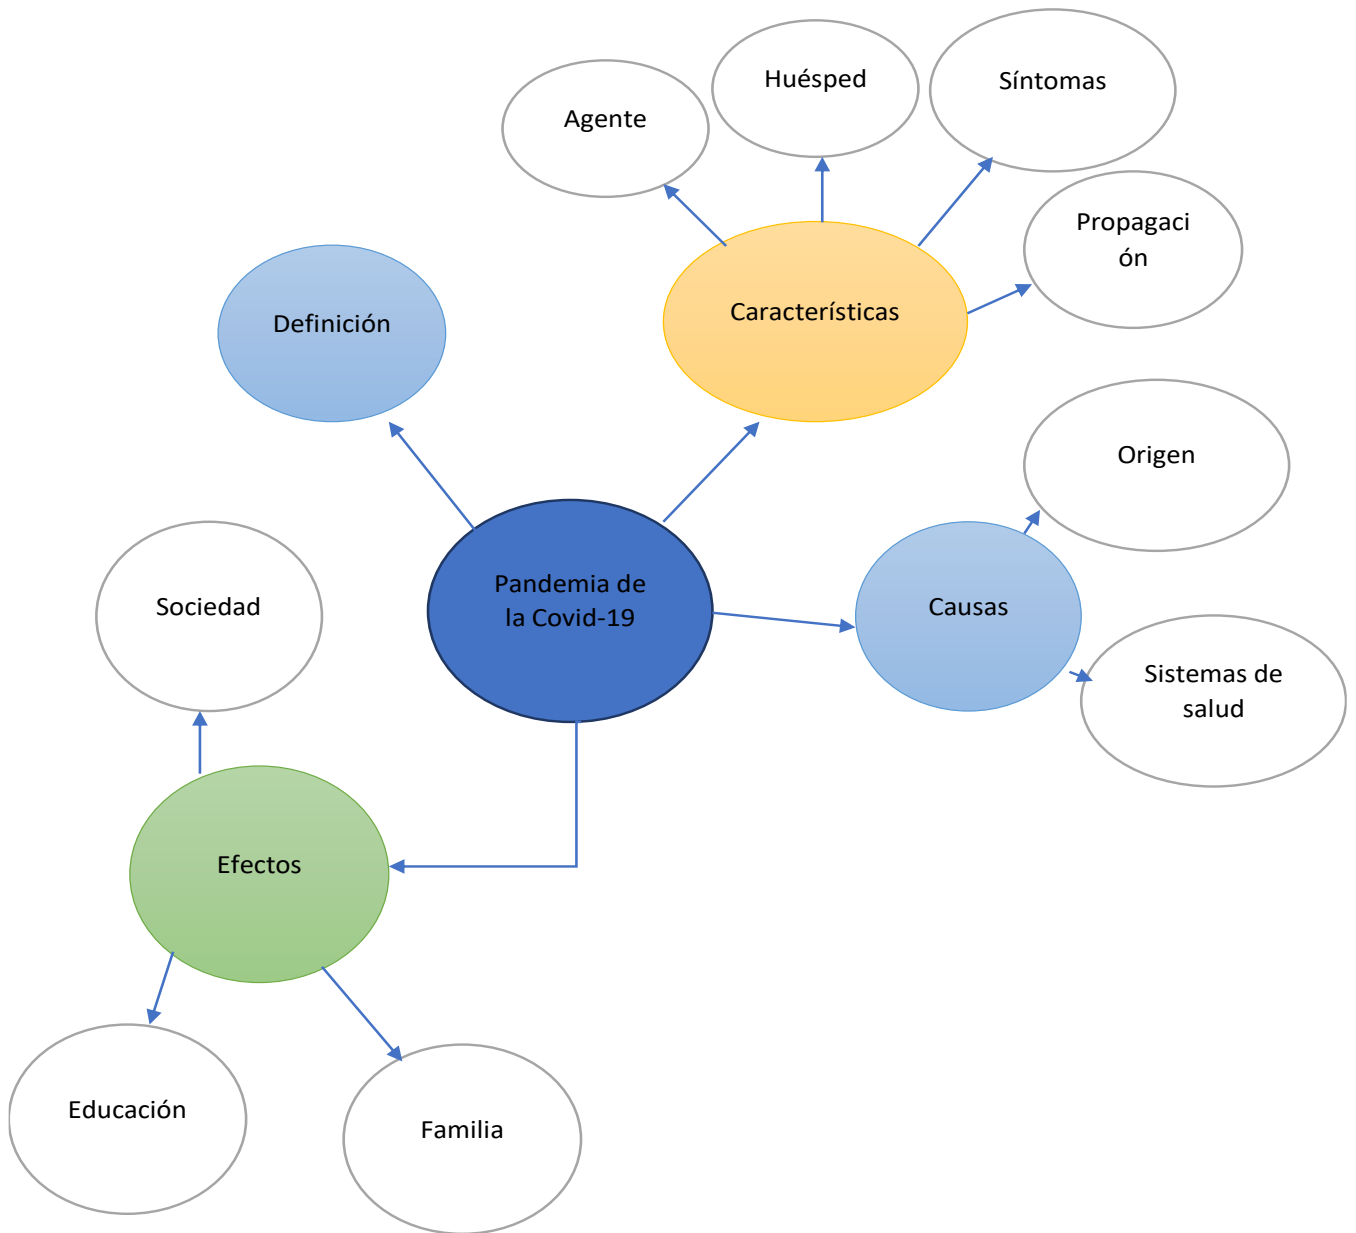 Huésped
Síntomas
Agente
Propagaci
ón
Características
Definición
Origen
Pandemia de
la Covid-19
Causas
Sociedad
Sistemas de
salud
Efectos
Educación
Familia